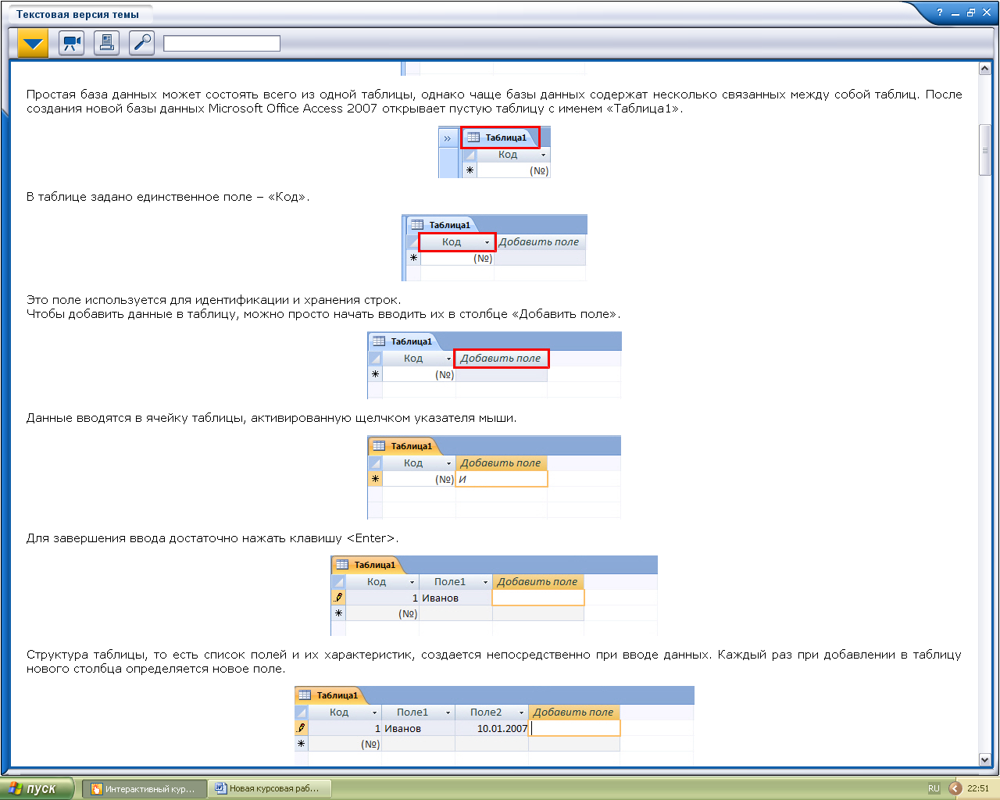 Текстовая версия темы
?
Простая база данных может состоять всего из одной таблицы, однако чаще базы данных содержат несколько связанных между собой таблиц. После
создания новой базы данных Microsoft Office Access 2007 открывает пустую таблицу с именем «Таблица1».
» Таблица1
Код
* (№)
В таблице задано единственное поле – «Код».
Таблица1
Код Добавить поле
* (№)
Это поле используется для идентификации и хранения строк.
Чтобы добавить данные в таблицу, можно просто начать вводить их в столбце «Добавить поле».
Таблица1
Код Добавить поле
* (№)
Данные вводятся в ячейку таблицы, активированную щелчком указателя мыши.
Таблица1
Код Добавить поле
* (№) И
Для завершения ввода достаточно нажать клавишу <Enter>.
Таблица1
Код Поле1 Добавить поле
1 Иванов
* (№)
Структура таблицы, то есть список полей и их характеристик, создается непосредственно при вводе данных. Каждый раз при добавлении в таблицу
нового столбца определяется новое поле.
Таблица1
Код Поле1 Поле2 Добавить поле
1 Иванов 10.01.2007
* (№)
пуск Интерактивный кур... Новая курсовая раб... RU 22:51